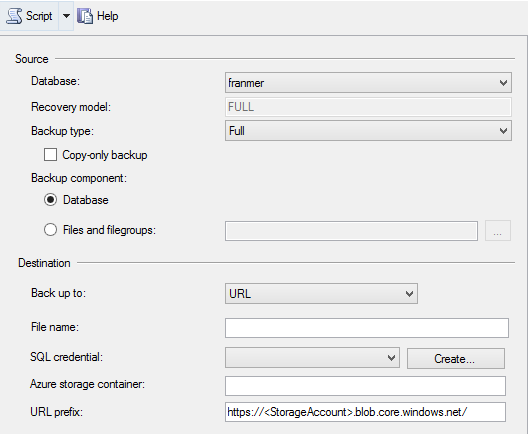 Script Help
Source
Database: franmer
Recovery model: FULL
Backup type: Full
Copy-only backup
Backup component:
Database
Files and filegroups: ...
Destination
Back up to: URL
File name:
SQL credential: Create...
Azure storage container:
URL prefix: https://<StorageAccount>.blob.core.windows.net/